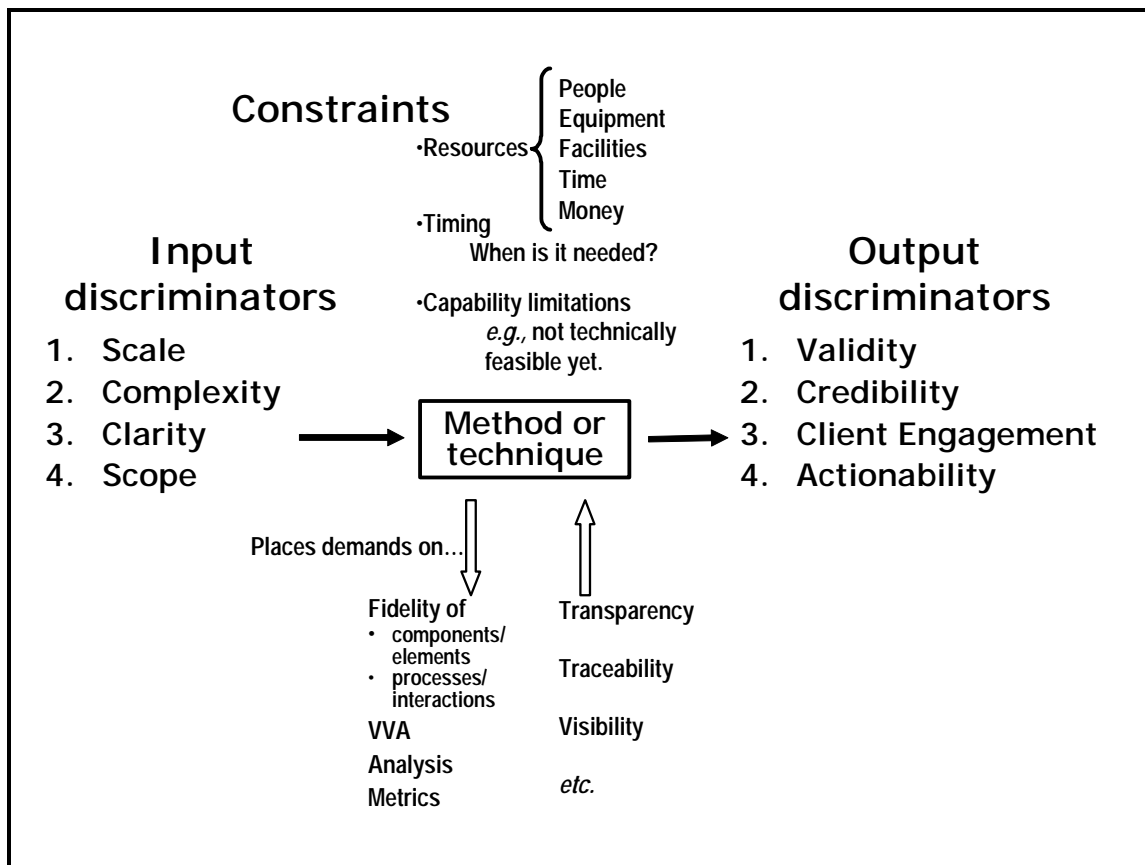 Constraints
•Resources
People
Equipment
Facilities
Time
Money
•Timing
When is it needed?
•Capability limitations
e.g., not technically
feasible yet.
Input
discriminators
1. Scale
2. Complexity
3. Clarity
4. Scope
Method or
technique
Output
discriminators
1. Validity
2. Credibility
3. Client Engagement
4. Actionability
Places demands on…
Fidelity of
• components/
elements
• processes/
interactions
VVA
Analysis
Metrics
Transparency
Traceability
Visibility
etc.